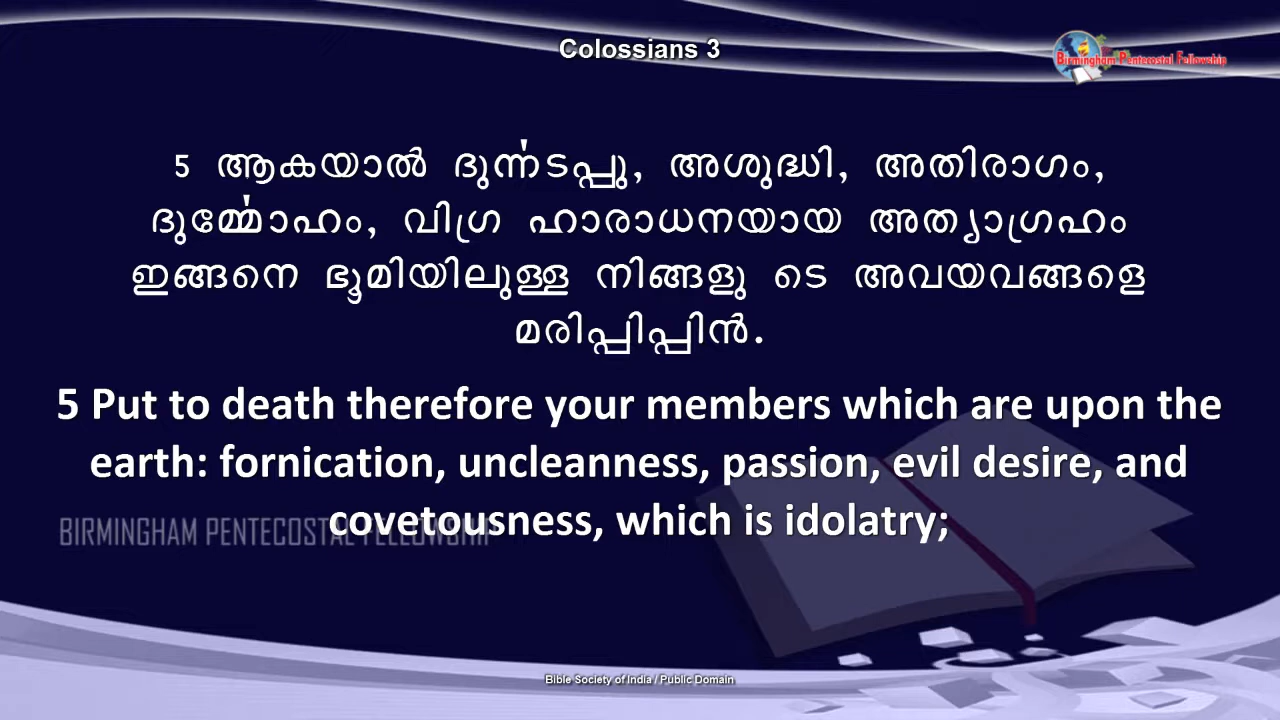 Colossians 3
Birmingham Pentecostal Fellowship
5 ആകയാൽ ദുൎന്നടപ്പു, അശുദ്ധി, അതിരാഗം,
ദുൎമ്മോഹം, വിഗ്ര ഹാരാധനയായ അത്യാഗ്രഹം
ഇങ്ങനെ ഭൂമിയിലുള്ള നിങ്ങളു ടെ അവയവങ്ങളെ
മരിപ്പിപ്പിൻ.
5 Put to death therefore your members which are upon the
earth: fornication, uncleanness, passion, evil desire, and
covetousness, which is idolatry;
BIRMINGHAM PENTECOSTAL FELLOWSHIP
Bible Society of India / Public Domain